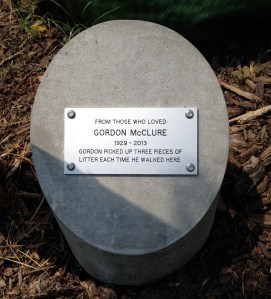 FROM THOSE WHO LOVED
GORDON McCLURE
1929 - 2013
GORDON PICKED UP THREE PIECES OF
LITTER EACH TIME HE WALKED HERE